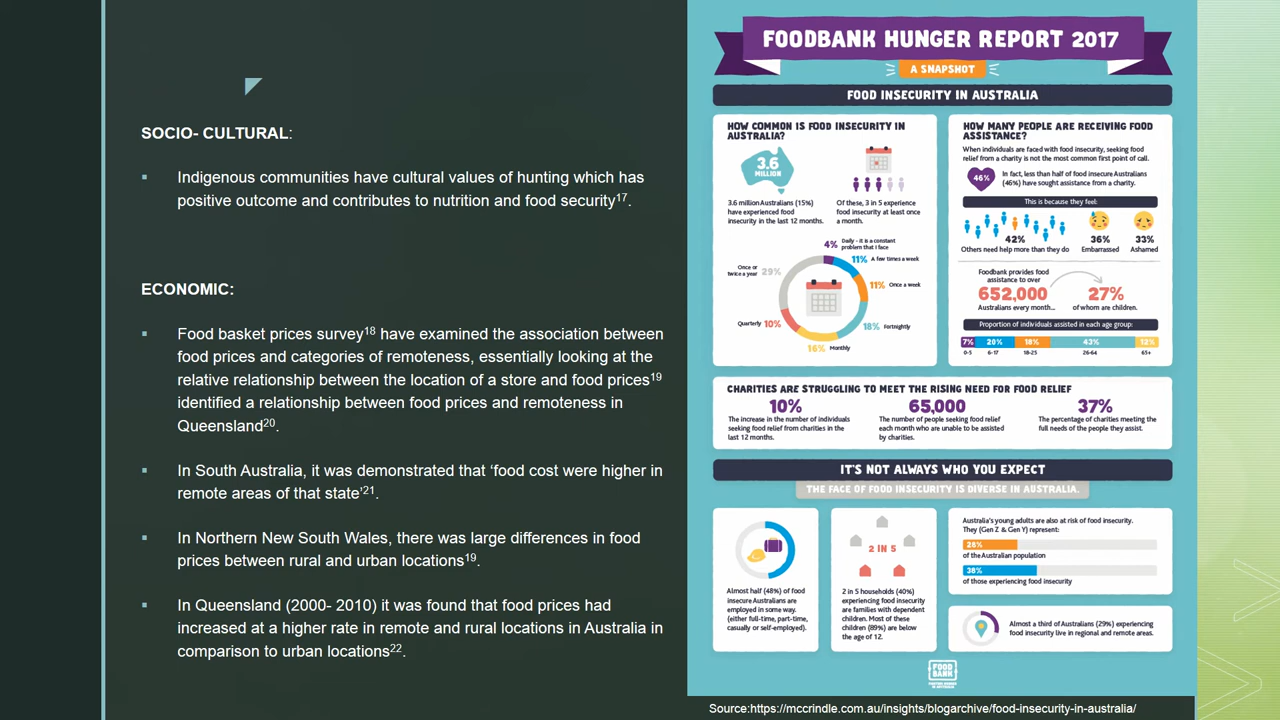 SOCIO- CULTURAL:
▪ Indigenous communities have cultural values of hunting which has
positive outcome and contributes to nutrition and food security17.
ECONOMIC:
▪ Food basket prices survey18 have examined the association between
food prices and categories of remoteness, essentially looking at the
relative relationship between the location of a store and food prices19
identified a relationship between food prices and remoteness in
Queensland20.
▪ In South Australia, it was demonstrated that ‘food cost were higher in
remote areas of that state’21.
▪ In Northern New South Wales, there was large differences in food
prices between rural and urban locations19.
▪ In Queensland (2000- 2010) it was found that food prices had
increased at a higher rate in remote and rural locations in Australia in
comparison to urban locations22.
FOODBANK HUNGER REPORT 2017
A SNAPSHOT
FOOD INSECURITY IN AUSTRALIA
HOW COMMON IS FOOD INSECURITY IN
AUSTRALIA?
3.6
MILLION
3.6 million Australians (15%)
have experienced food
insecurity in the last 12 months.
Of these, 3 in 5 experience
food insecurity at least once
a month.
4% Daily - it is a constant
problem that I face
11% A few times a week
11% Once a week
18% Fortnightly
16% Monthly
Quarterly 10%
Once or
twice a year 29%
HOW MANY PEOPLE ARE RECEIVING FOOD
ASSISTANCE?
When individuals are faced with food insecurity, seeking food
relief from a charity is not the most common first point of call.
46%
In fact, less than half of food insecure Australians
(46%) have sought assistance from a charity.
This is because they feel:
42%
Others need help more than they do
36%
Embarrassed
33%
Ashamed
Foodbank provides food
assistance to over
652,000
Australians every month...
27%
of whom are children.
Proportion of individuals assisted in each age group:
7% 20% 18% 43% 12%
0-5 6-17 18-25 26-64 65+
CHARITIES ARE STRUGGLING TO MEET THE RISING NEED FOR FOOD RELIEF
10%
The increase in the number of individuals
seeking food relief from charities in the
last 12 months.
65,000
The number of people seeking food relief
each month who are unable to be assisted
by charities.
37%
The percentage of charities meeting the
full needs of the people they assist.
IT'S NOT ALWAYS WHO YOU EXPECT
THE FACE OF FOOD INSECURITY IS DIVERSE IN AUSTRALIA.
Almost half (48%) of food
insecure Australians are
employed in some way.
(either full-time, part-time,
casually or self-employed).
2 IN 5
2 in 5 households (40%)
experiencing food insecurity
are families with dependent
children. Most of these
children (89%) are below
the age of 12.
Australia's young adults are also at risk of food insecurity.
They (Gen Z & Gen Y) represent:
26%
of the Australian population
38%
of those experiencing food insecurity
Almost a third of Australians (29%) experiencing
food insecurity live in regional and remote areas.
FOOD
BANK
Source:https://mccrindle.com.au/insights/blogarchive/food-insecurity-in-australia/